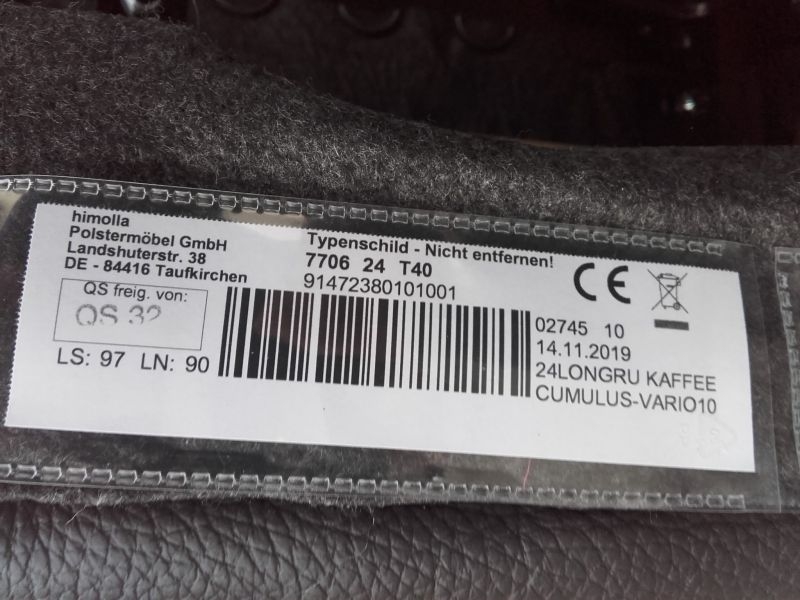 himolla
Polstermöbel GmbH
Landshuterstr. 38
DE - 84416 Taufkirchen
Typenschild - Nicht entfernen!
7706 24 T40
91472380101001
CE
QS freig. von:
QS 32
LS: 97 LN: 90
02745 10
14.11.2019
24LONGRU KAFFEE
CUMULUS-VARIO10